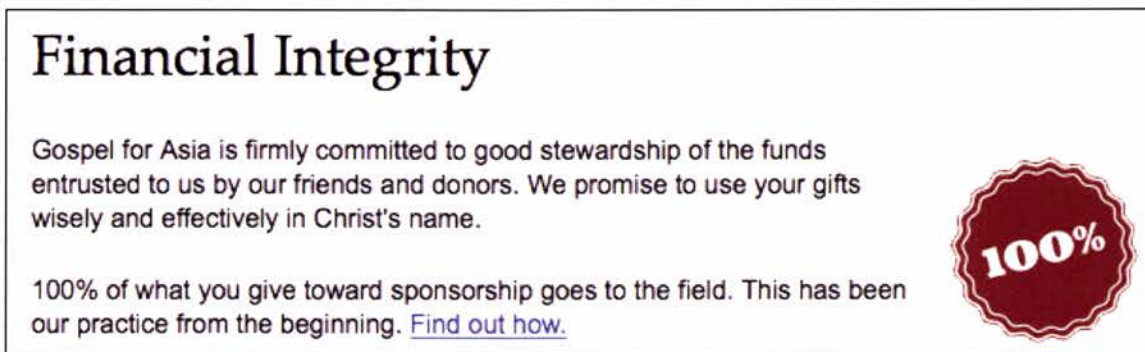 Financial Integrity
Gospel for Asia is firmly committed to good stewardship of the funds
entrusted to us by our friends and donors. We promise to use your gifts
wisely and effectively in Christ's name.
100% of what you give toward sponsorship goes to the field. This has been
our practice from the beginning. Find out how.
100%